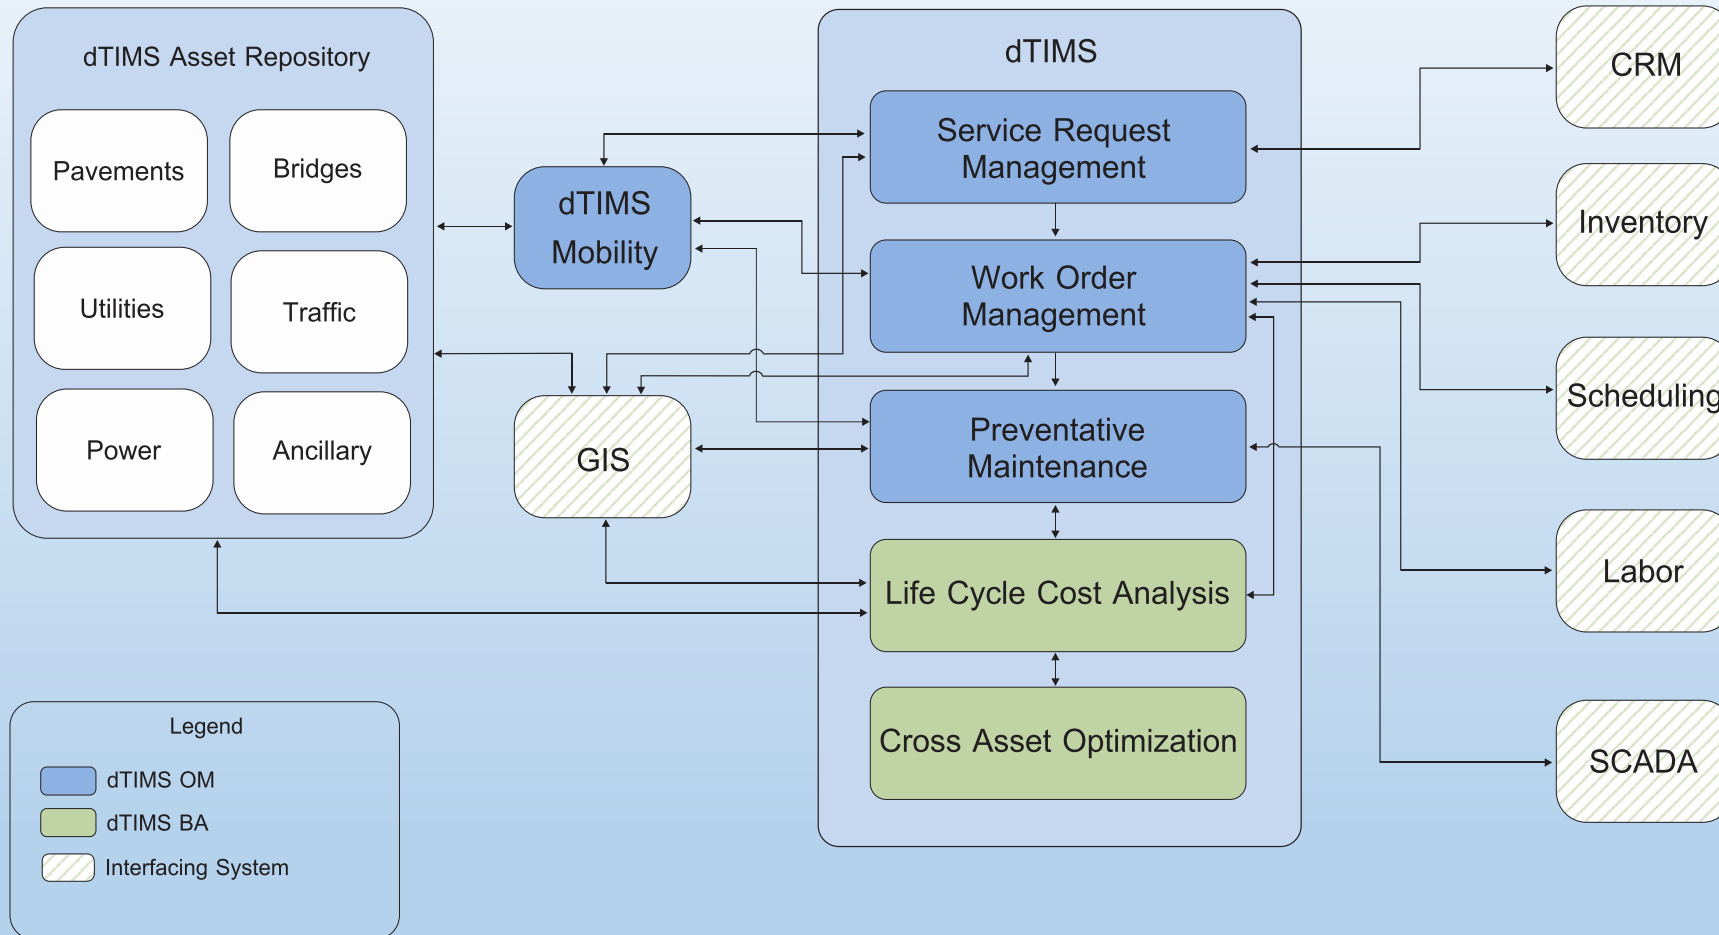 dTIMS Asset Repository
Pavements
Bridges
Utilities
Traffic
Power
Ancillary
dTIMS
Mobility
GIS
dTIMS
Service Request
Management
Work Order
Management
Preventative
Maintenance
Life Cycle Cost Analysis
Cross Asset Optimization
CRM
Inventory
Scheduling
Labor
SCADA
Legend
dTIMS OM
dTIMS BA
Interfacing System